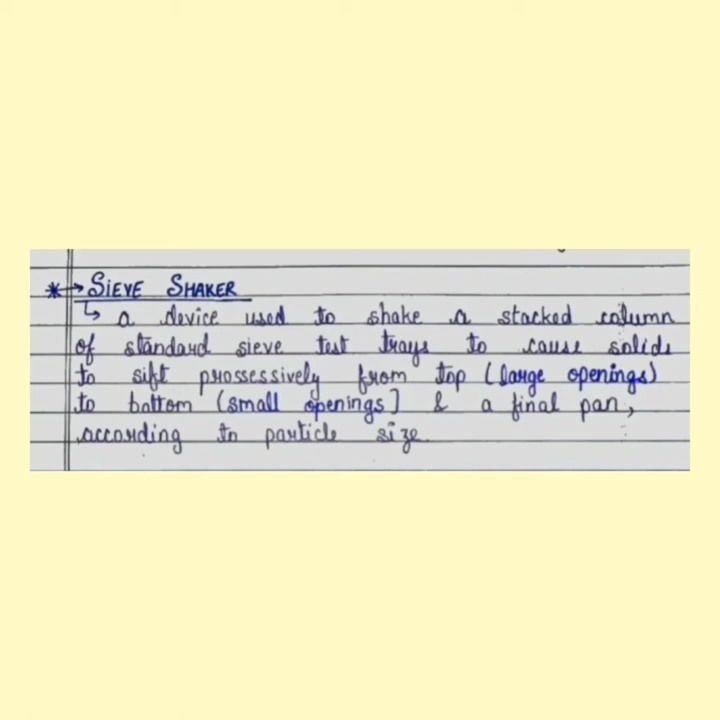 *→ SIEVE SHAKER
↳ a device used to shake a stacked column
of standard sieve test trays to cause solids
to sift prossessively from top (large openings)
to bottom (small openings] & a final pan,
according to particle size.